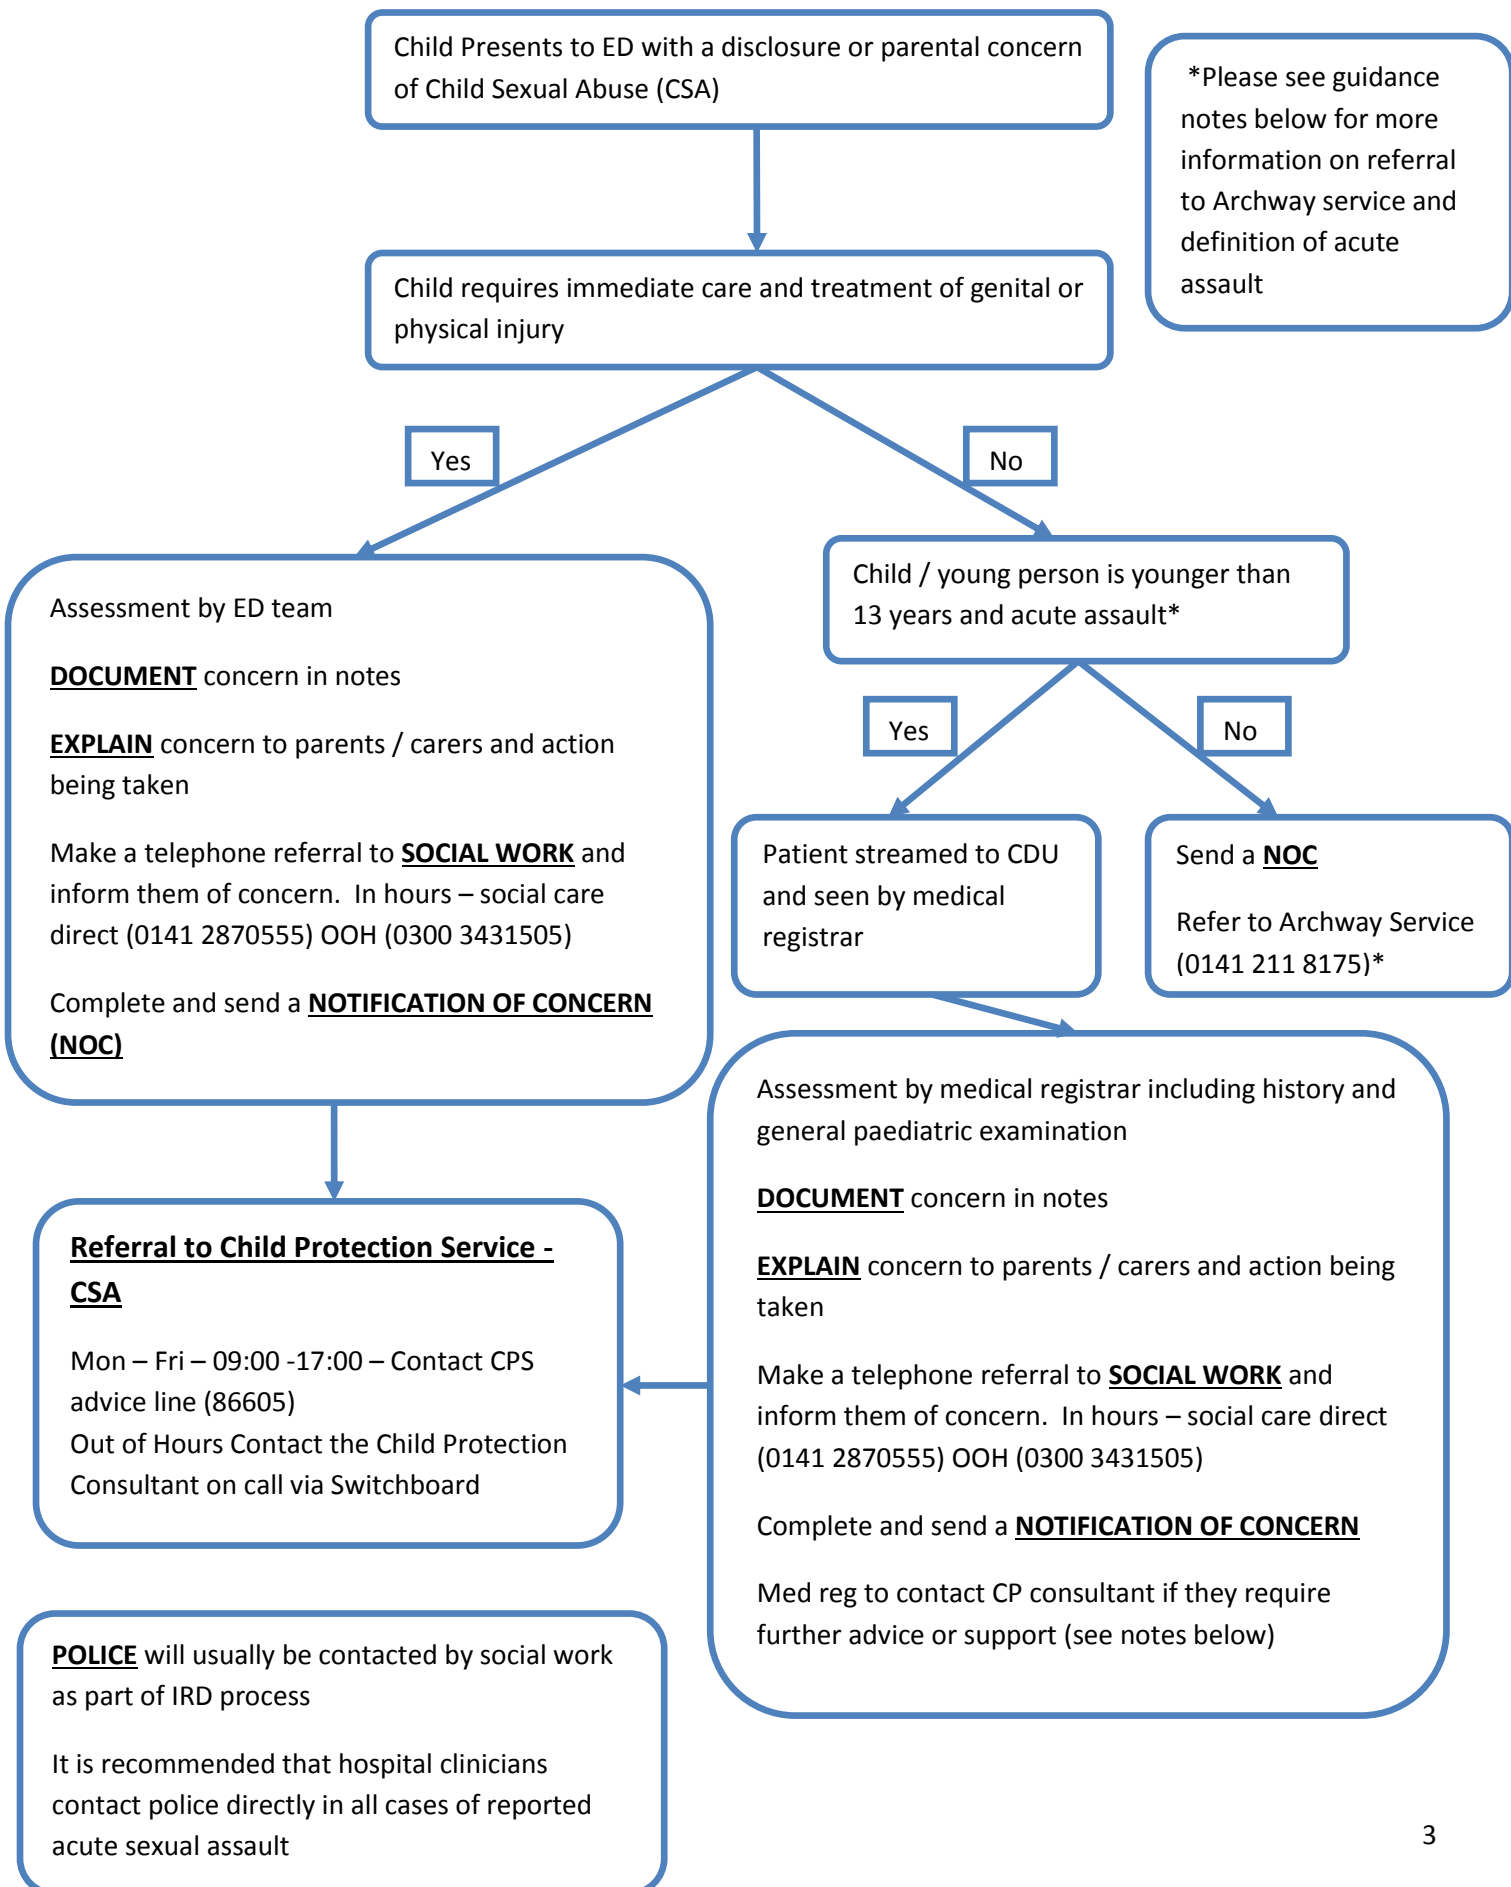 Child Presents to ED with a disclosure or parental concern
of Child Sexual Abuse (CSA)
*Please see guidance
notes below for more
information on referral
to Archway service and
definition of acute
assault
Child requires immediate care and treatment of genital or
physical injury
Yes
No
Child / young person is younger than
13 years and acute assault*
Assessment by ED team
DOCUMENT concern in notes
EXPLAIN concern to parents / carers and action
being taken
Make a telephone referral to SOCIAL WORK and
inform them of concern.  In hours – social care
direct (0141 2870555) OOH (0300 3431505)
Complete and send a NOTIFICATION OF CONCERN
(NOC)
Yes
No
Patient streamed to CDU
and seen by medical
registrar
Send a NOC
Refer to Archway Service
(0141 211 8175)*
Assessment by medical registrar including history and
general paediatric examination
DOCUMENT concern in notes
EXPLAIN concern to parents / carers and action being
taken
Make a telephone referral to SOCIAL WORK and
inform them of concern.  In hours – social care direct
(0141 2870555) OOH (0300 3431505)
Complete and send a NOTIFICATION OF CONCERN
Med reg to contact CP consultant if they require
further advice or support (see notes below)
Referral to Child Protection Service -
CSA
Mon – Fri – 09:00 -17:00 – Contact CPS
advice line (86605)
Out of Hours Contact the Child Protection
Consultant on call via Switchboard
POLICE will usually be contacted by social work
as part of IRD process
It is recommended that hospital clinicians
contact police directly in all cases of reported
acute sexual assault
3